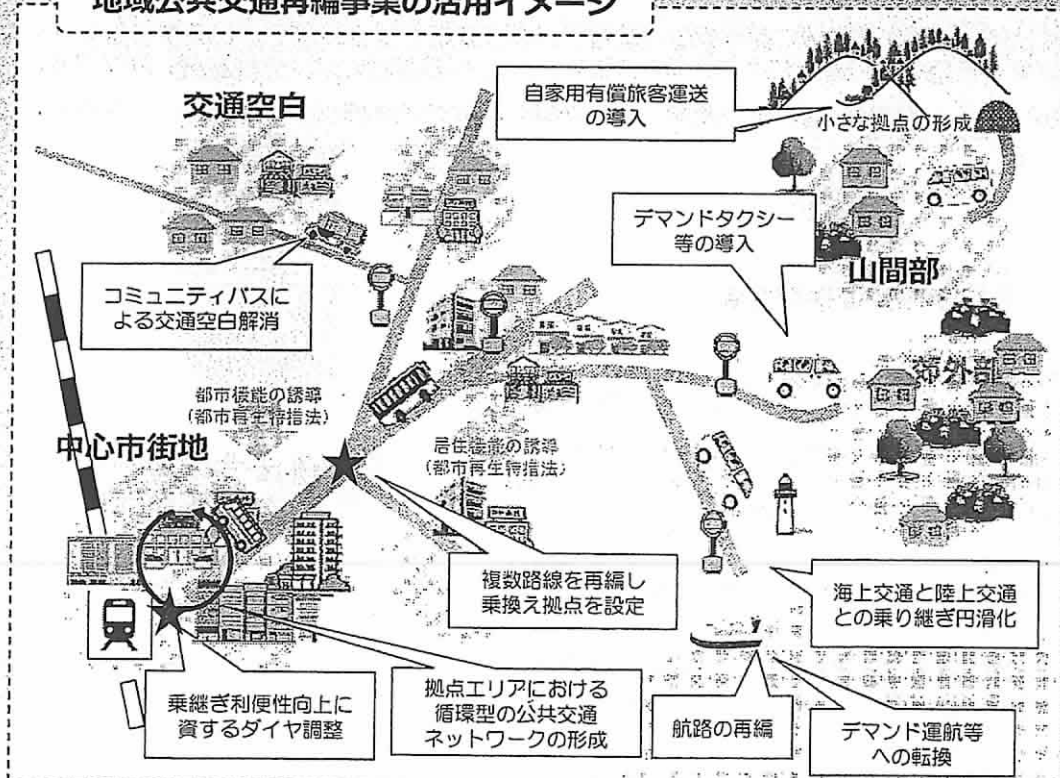 地域公共交通再編事業の活用イメージ
交通空白
自家用有償旅客運送
の導入
小さな拠点の形成
デマンドタクシー
等の導入
山間部
コミュニティバスに
よる交通空白解消
郊外部
都市機能の誘導
(都市再生特措法)
中心市街地
居住機能の誘導
(都市再生特措法)
複数路線を再編し
乗換え拠点を設定
海上交通と陸上交通
との乗り継ぎ円滑化
乗継ぎ利便性向上に
資するダイヤ調整
拠点エリアにおける
循環型の公共交通
ネットワークの形成
航路の再編
デマンド運航等
への転換